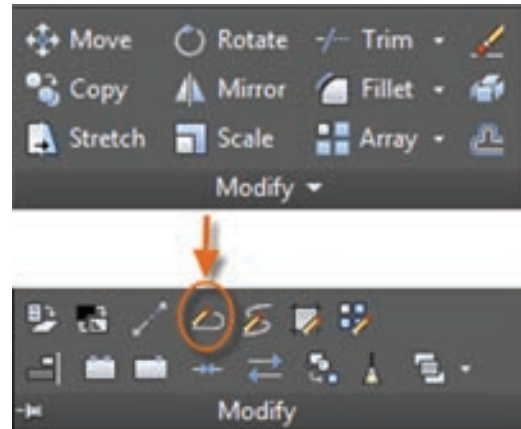 Move Rotate Trim
Copy Mirror Fillet
Stretch Scale Array
Modify
Modify